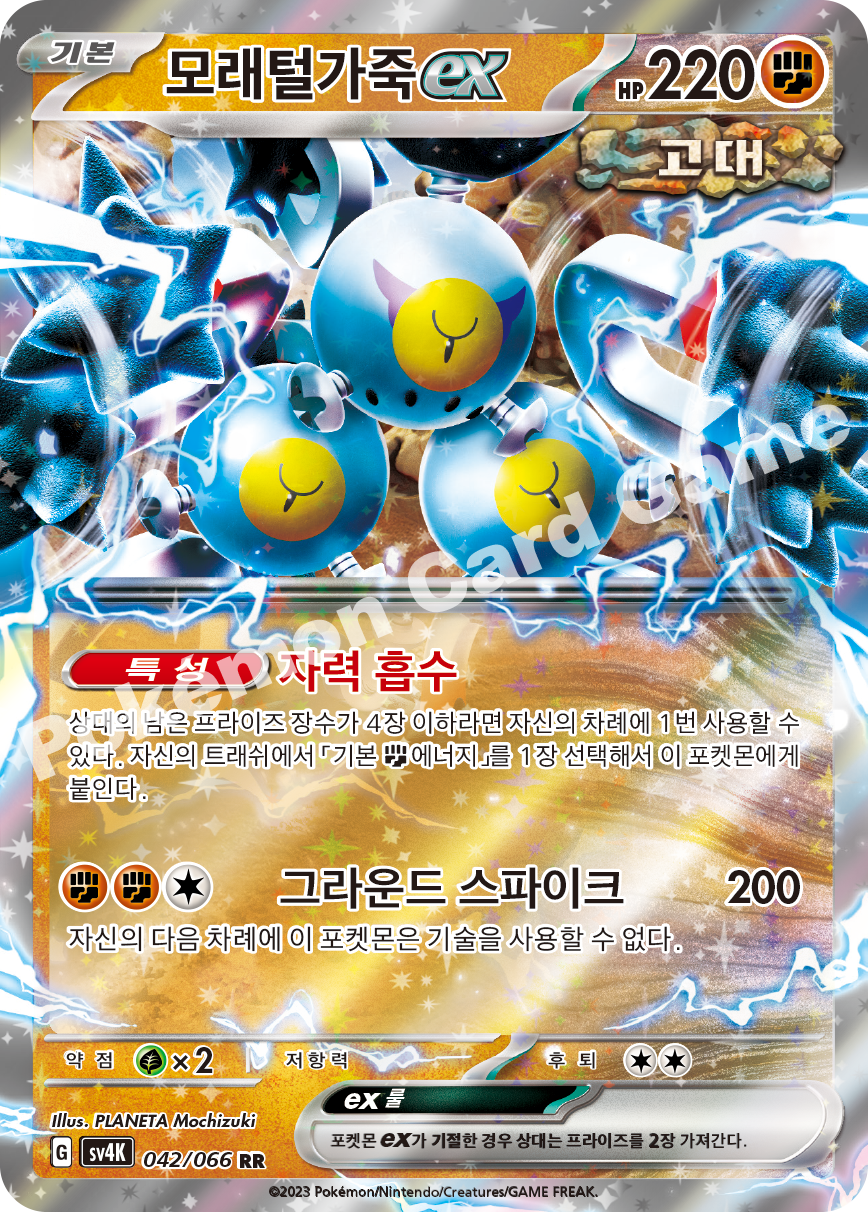 기본 모래털가죽ex HP220
고대
특성 자력 흡수
상대의 남은 프라이즈 장수가 4장 이하라면 자신의 차례에 1번 사용할 수
있다. 자신의 트래쉬에서 「기본 에너지」를 1장 선택해서 이 포켓몬에게
붙인다.
그라운드 스파이크 200
자신의 다음 차례에 이 포켓몬은 기술을 사용할 수 없다.
약점 ×2 저항력 후퇴
ex룰
포켓몬 ex가 기절한 경우 상대는 프라이즈를 2장 가져간다.
Illus. PLANETA Mochizuki
G sv4K 042/066 RR
©2023 Pokémon/Nintendo/Creatures/GAME FREAK.
Pokémon Card Game